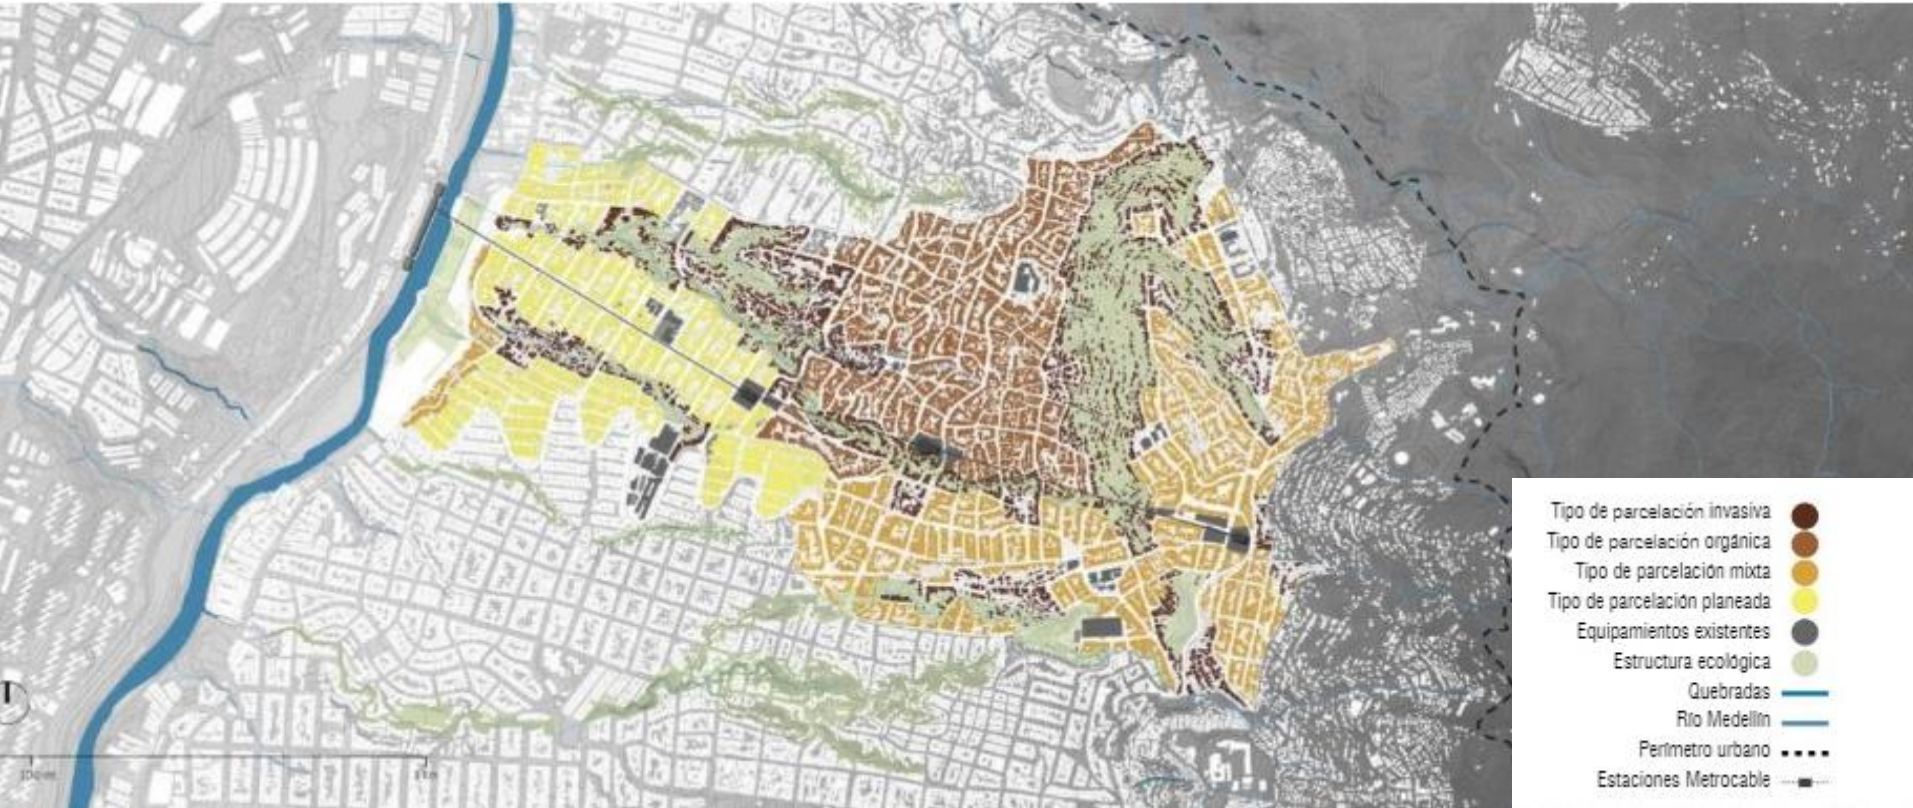 Tipo de parcelación invasiva
Tipo de parcelación orgánica
Tipo de parcelación mixta
Tipo de parcelación planeada
Equipamientos existentes
Estructura ecológica
Quebradas
Río Medellín
Perímetro urbano
Estaciones Metrocable